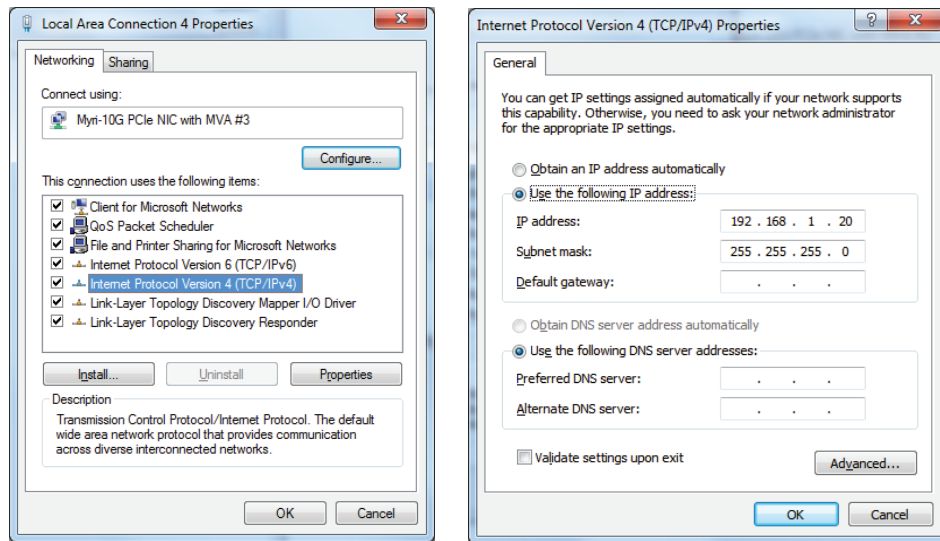 Local Area Connection 4 Properties
Networking
Sharing
Connect using:
Myri-10G PCIe NIC with MVA #3
Configure...
This connection uses the following items:
Client for Microsoft Networks
QoS Packet Scheduler
File and Printer Sharing for Microsoft Networks
Internet Protocol Version 6 (TCP/IPv6)
Internet Protocol Version 4 (TCP/IPv4)
Link-Layer Topology Discovery Mapper I/O Driver
Link-Layer Topology Discovery Responder
Install...
Uninstall
Properties
Description
Transmission Control Protocol/Internet Protocol. The default
wide area network protocol that provides communication
across diverse interconnected networks.
OK
Cancel
Internet Protocol Version 4 (TCP/IPv4) Properties
?
General
You can get IP settings assigned automatically if your network supports
this capability. Otherwise, you need to ask your network administrator
for the appropriate IP settings.
Obtain an IP address automatically
Use the following IP address:
IP address: 192 . 168 . 1 . 20
Subnet mask: 255 . 255 . 255 . 0
Default gateway: . . .
Obtain DNS server address automatically
Use the following DNS server addresses:
Preferred DNS server: . . .
Alternate DNS server: . . .
Validate settings upon exit
Advanced...
OK
Cancel